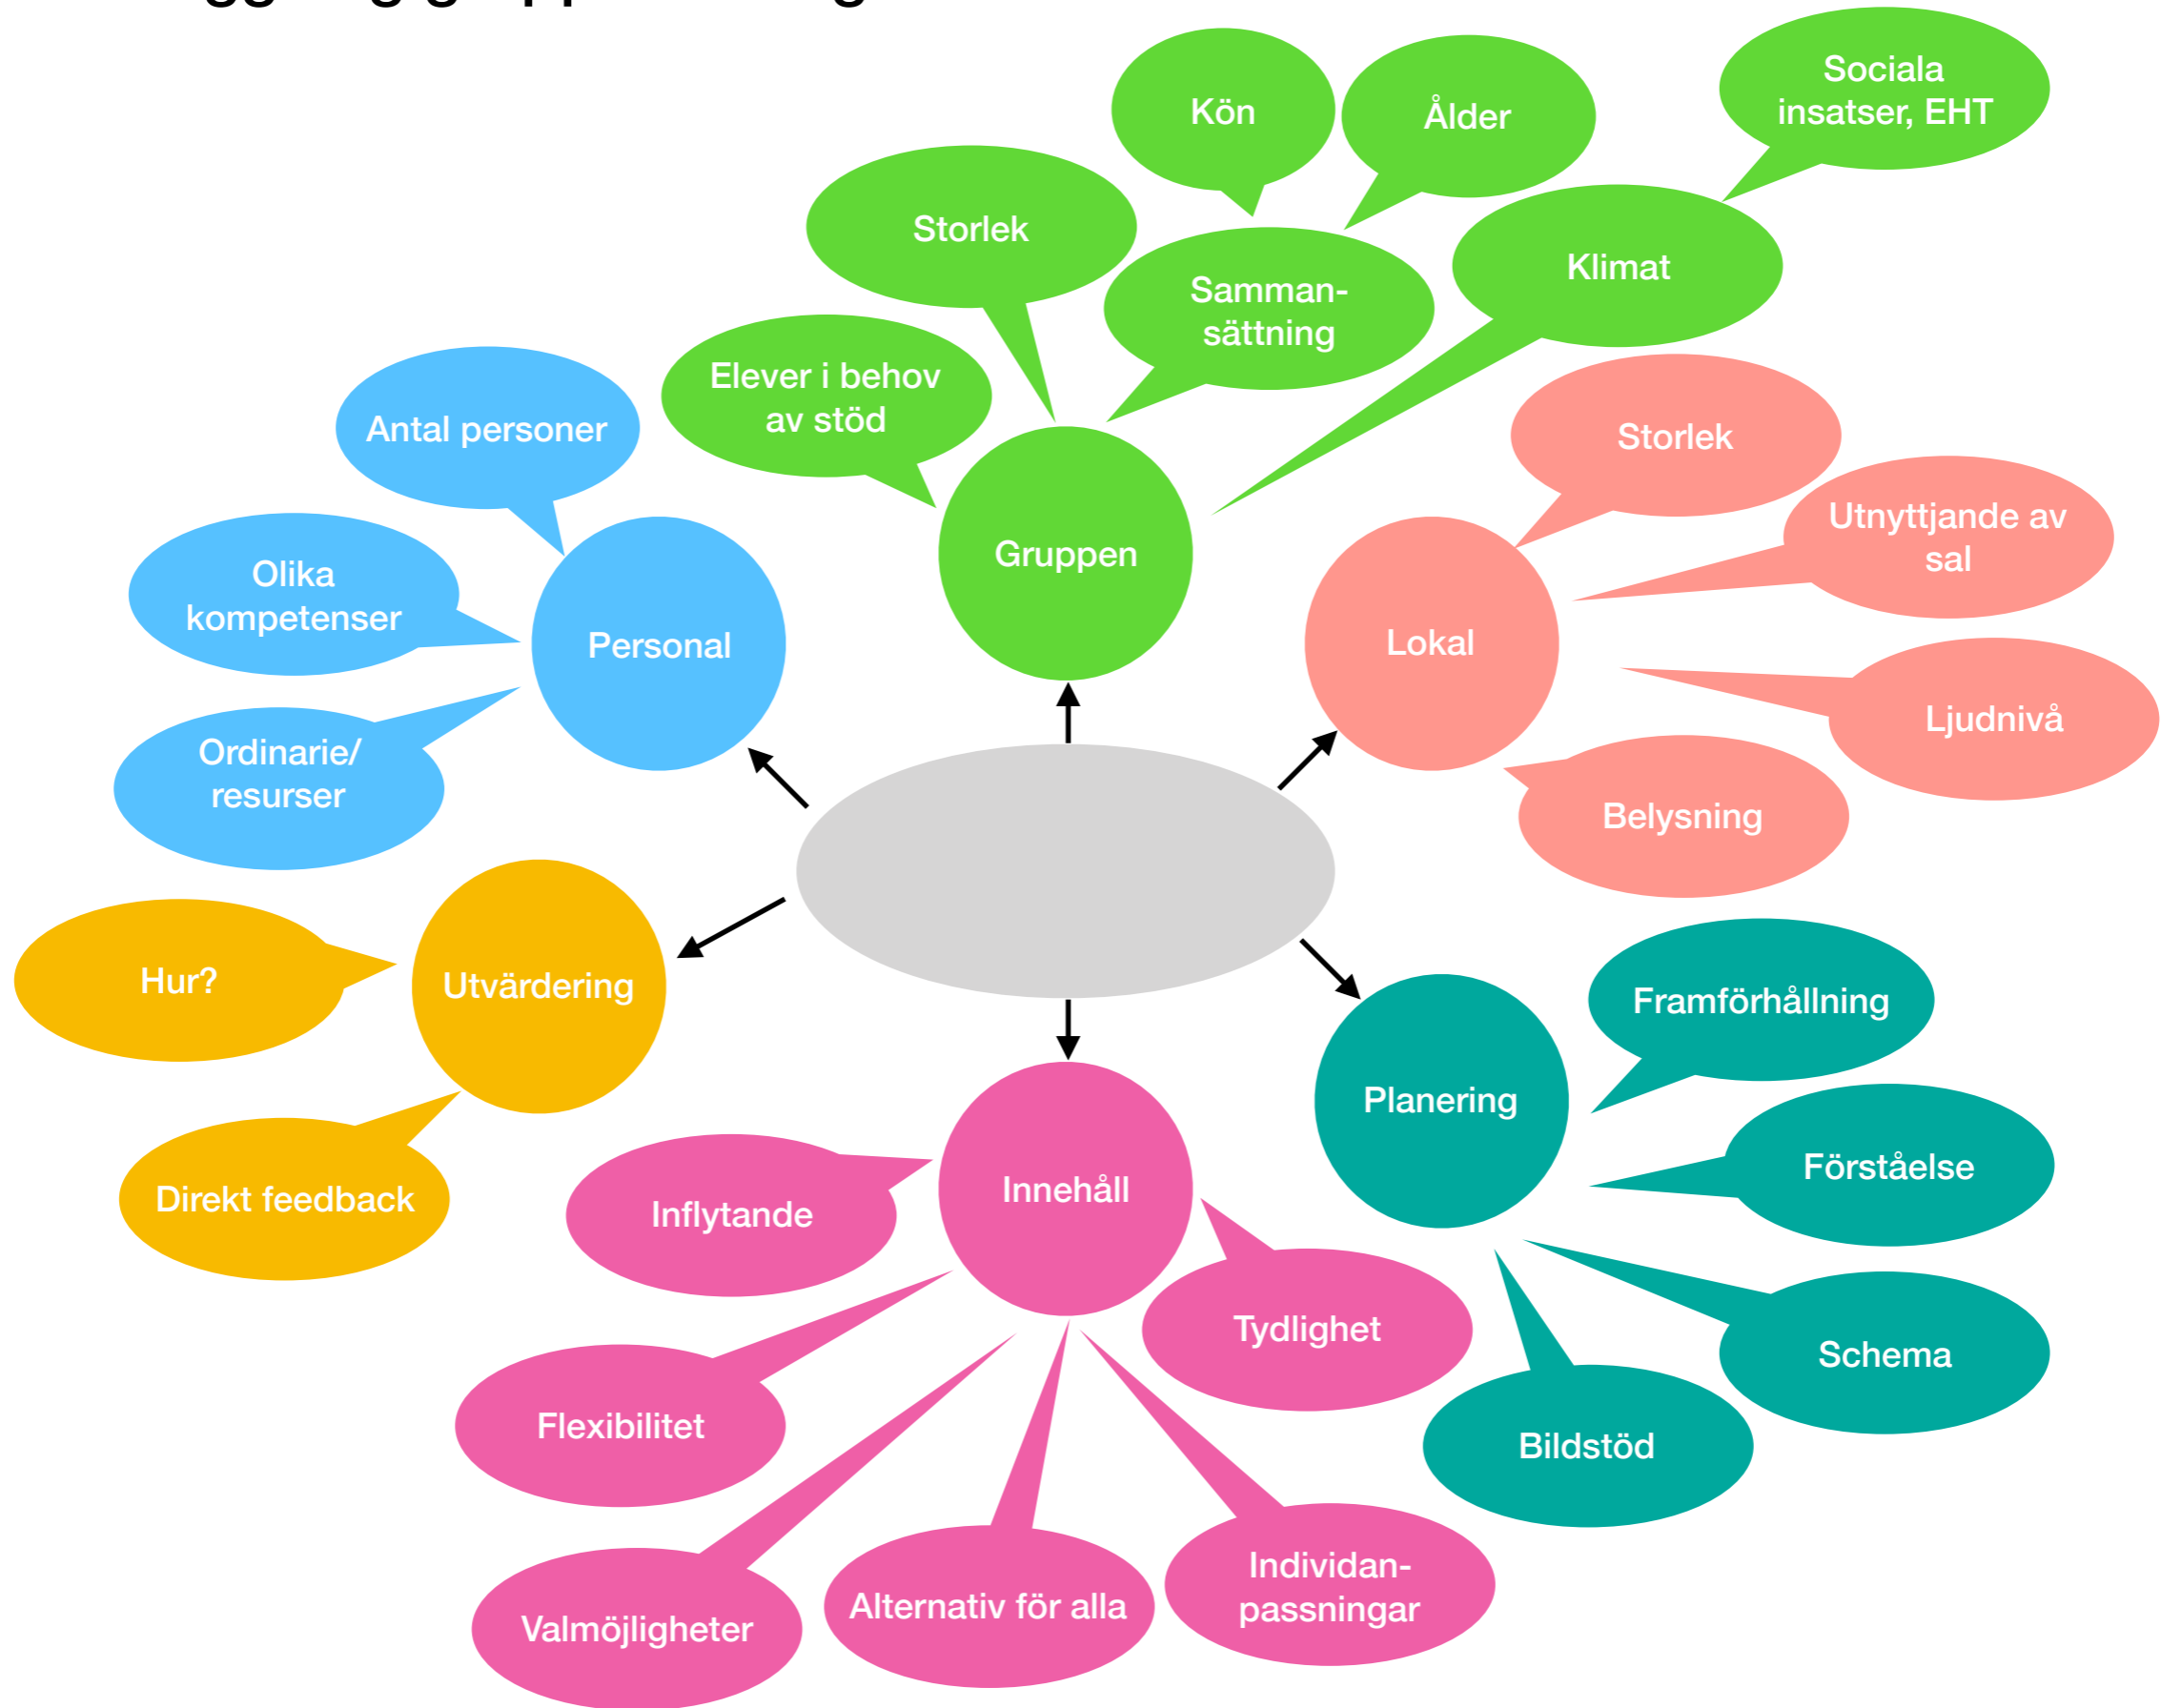 Kön
Ålder
Sociala
insatser, EHT
Storlek
Samman-
sättning
Klimat
Elever i behov
av stöd
Antal personer
Gruppen
Storlek
Utnyttjande av
sal
Olika
kompetenser
Personal
Lokal
Ljudnivå
Ordinarie/
resurser
Belysning
Hur?
Utvärdering
Framförhållning
Planering
Förståelse
Direkt feedback
Inflytande
Innehåll
Tydlighet
Schema
Flexibilitet
Bildstöd
Valmöjligheter
Alternativ för alla
Individan-
passningar